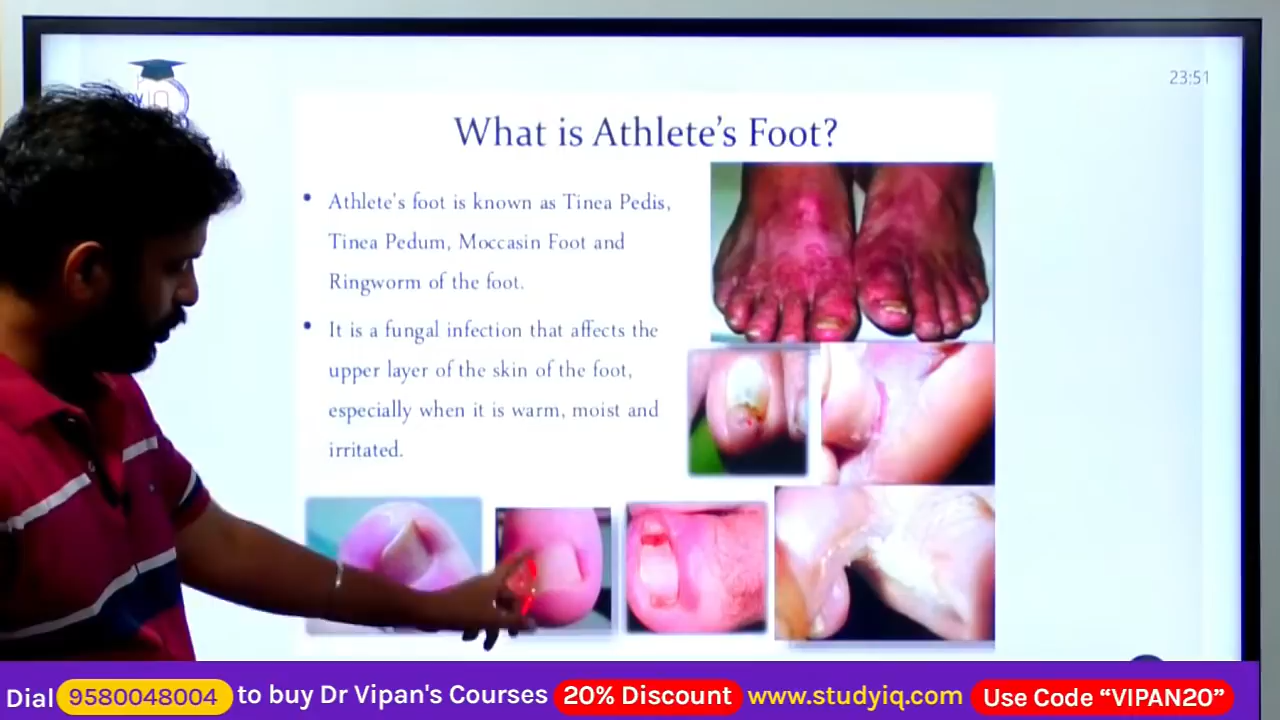 23:51
What is Athlete's Foot?
• Athlete's foot is known as Tinea Pedis,
Tinea Pedum, Moccasin Foot and
Ringworm of the foot.
• It is a fungal infection that affects the
upper layer of the skin of the foot,
especially when it is warm, moist and
irritated.
Dial 9580048004 to buy Dr Vipan's Courses 20% Discount www.studyiq.com Use Code “VIPAN20”